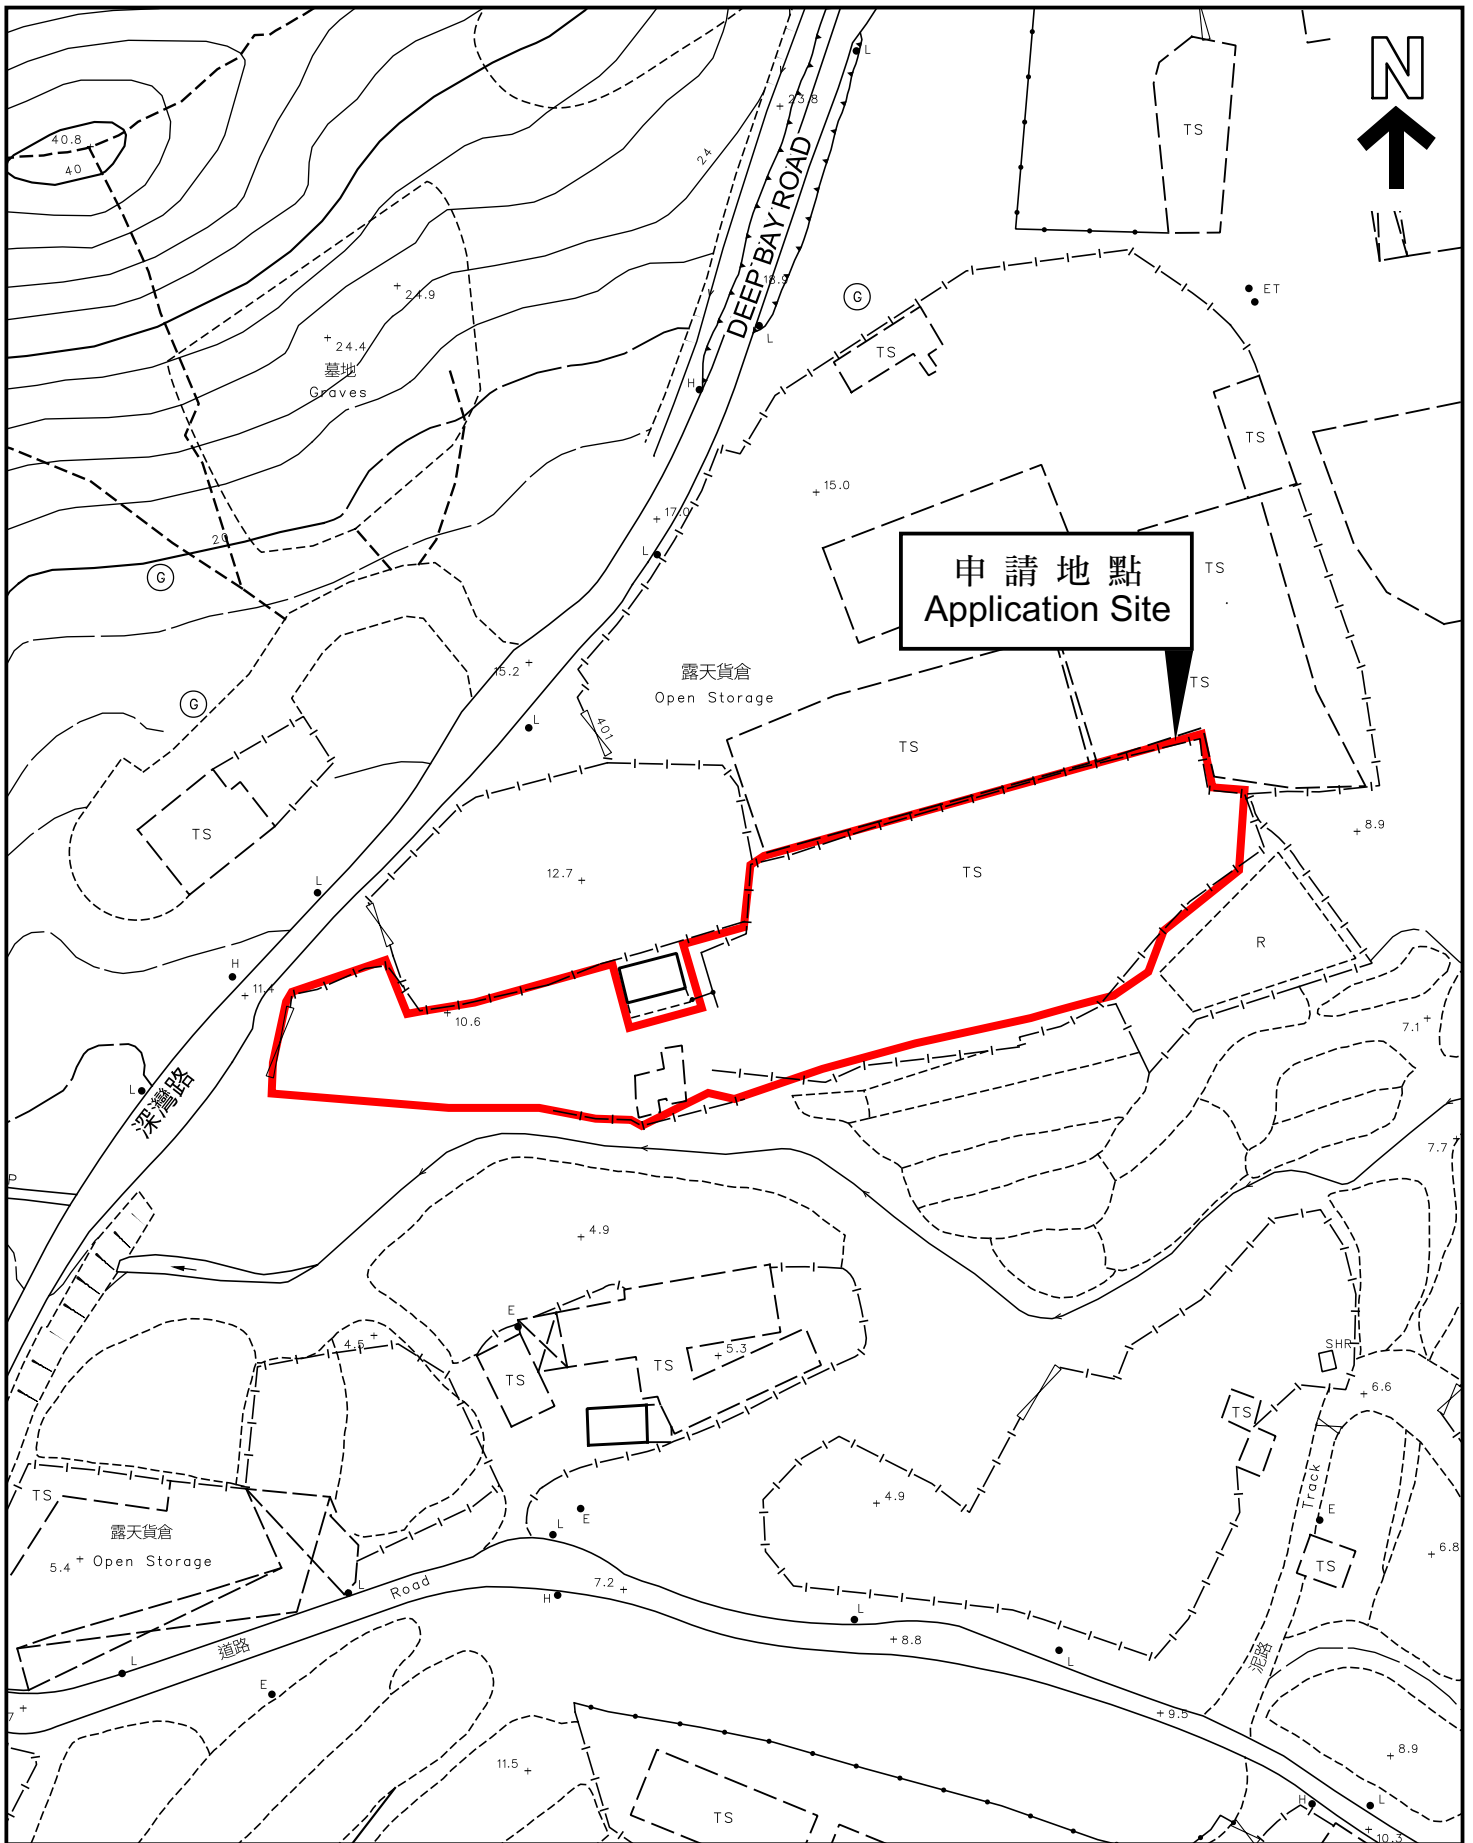 N
40.8
40
23.8
24
L
TS
DEEP BAY ROAD
24.9
18.9
G
ET
L
24.4
墓地
Graves
TS
H
TS
15.0
20
17.0
L
G
申請地點
Application Site
TS
15.2
露天貨倉
Open Storage
TS
G
401
L
TS
TS
8.9
12.7
TS
L
R
H
11.4
10.6
7.1
L
深灣路
P
7.7
4.9
E
4.5
5.3
TS
TS
SHR
6.6
TS
TS
4.9
Track
露天貨倉
5.4
Open Storage
L
E
E
L
Road
7.2
H
TS
6.8
L
8.8
道路
L
L
泥路
E
7
9.5
11.5
8.9
TS
H
L
10.3